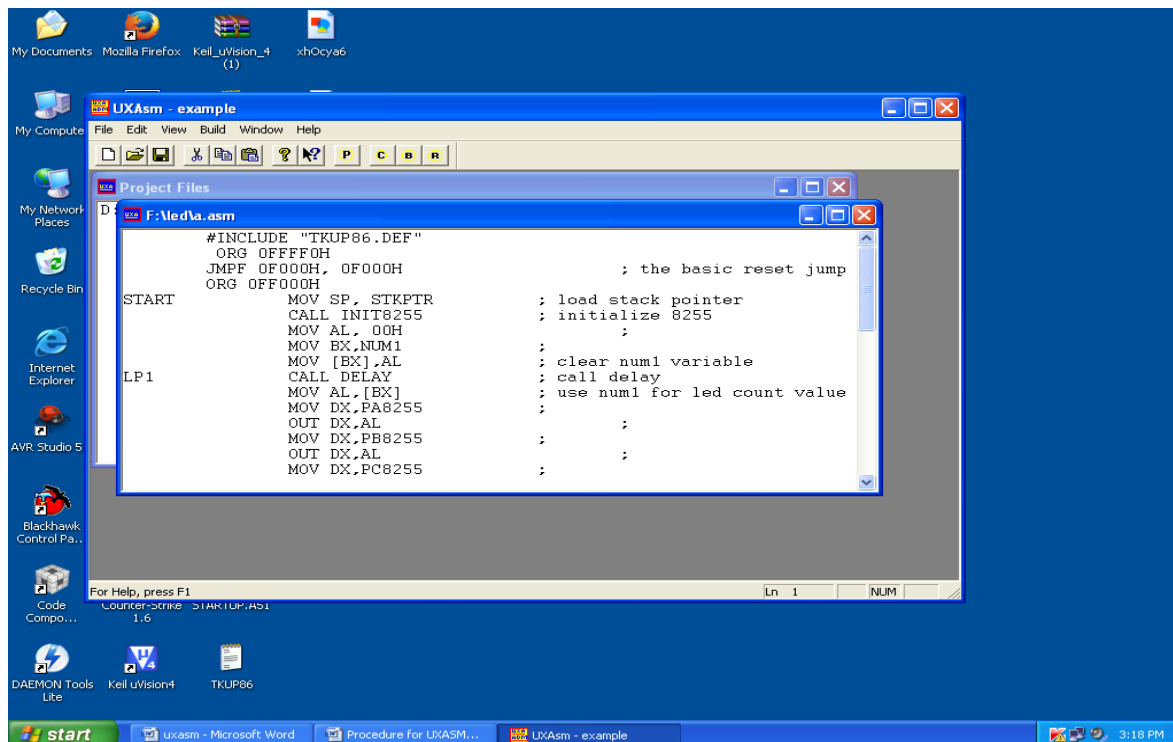 My Documents
Mozilla Firefox
Keil_uVision_4
(1)
xhOcya6
My Compute
My Network
Places
Recycle Bin
Internet
Explorer
AVR Studio 5
Blackhawk
Control Pa..
Code
Compo...
Counter-Strike
1.6
STARTUP.A51
DAEMON Tools
Lite
Keil uVision4
TKUP86
UXAsm - example
File Edit View Build Window Help
P C B R
Project Files
D:
F:\led\a.asm
#INCLUDE "TKUP86.DEF"
ORG 0FFFF0H
JMPF 0F000H, 0F000H ; the basic reset jump
ORG 0FF000H
START MOV SP, STKPTR ; load stack pointer
CALL INIT8255 ; initialize 8255
MOV AL, 00H ;
MOV BX,NUM1 ;
MOV [BX],AL ; clear num1 variable
LP1 CALL DELAY ; call delay
MOV AL,[BX] ; use num1 for led count value
MOV DX,PA8255 ;
OUT DX,AL ;
MOV DX,PB8255 ;
OUT DX,AL ;
MOV DX,PC8255 ;
For Help, press F1
Ln 1
NUM
start
uxasm - Microsoft Word
Procedure for UXASM...
UXAsm - example
3:18 PM